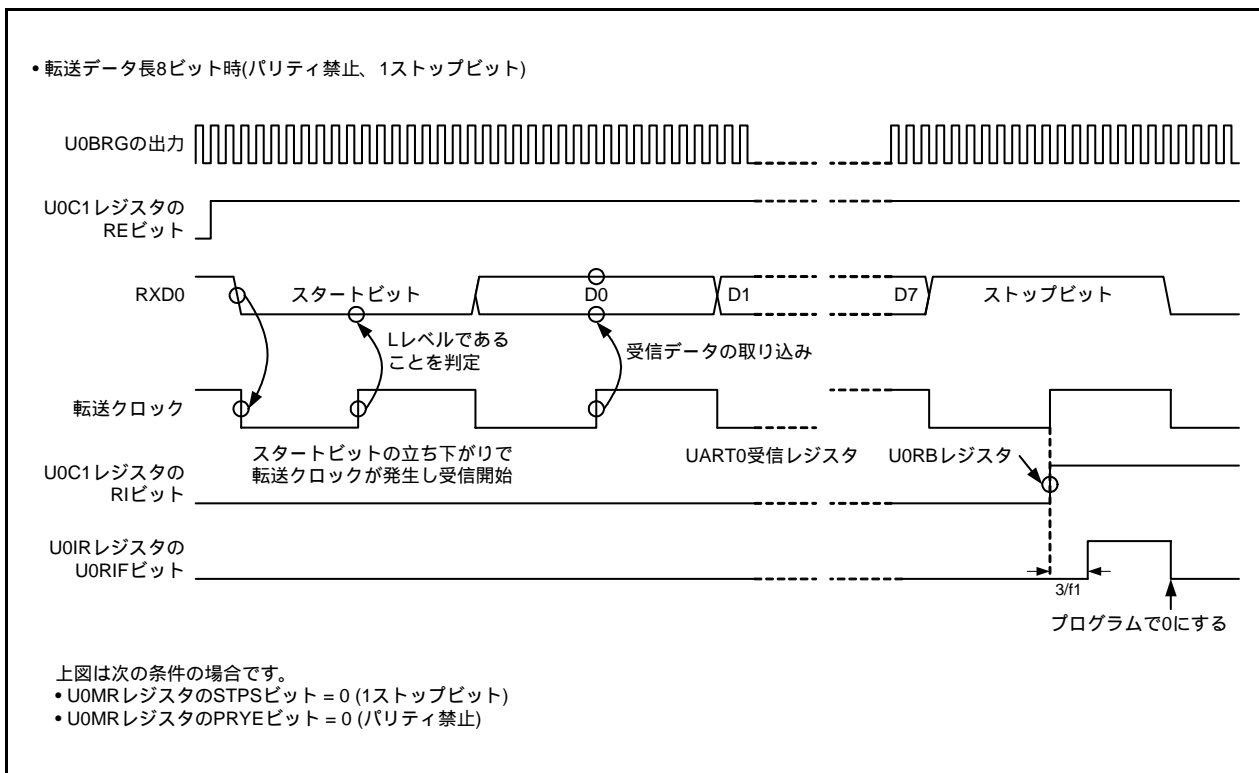 • 転送データ長8ビット時(パリティ禁止、1ストップビット)
U0BRGの出力
U0C1レジスタの
REビット
RXD0
スタートビット
D0
D1
D7
ストップビット
Lレベルである
ことを判定
受信データの取り込み
転送クロック
スタートビットの立ち下がりで
転送クロックが発生し受信開始
UART0受信レジスタ
U0RBレジスタ
U0C1レジスタの
RIビット
U0IRレジスタの
U0RIFビット
3/f1
プログラムで0にする
上図は次の条件の場合です。
• U0MRレジスタのSTPSビット = 0 (1ストップビット)
• U0MRレジスタのPRYEビット = 0 (パリティ禁止)